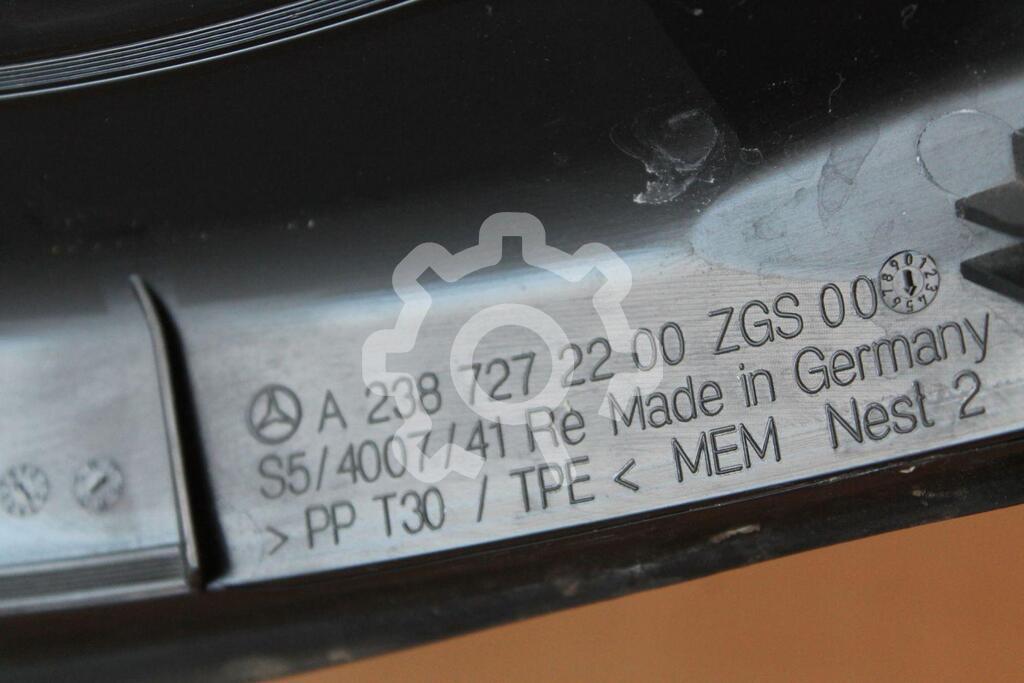 A 238 727 22 00 ZGS 00
S5/4007/41 Re Made in Germany
> PP T30 / TPE < MEM Nest 2